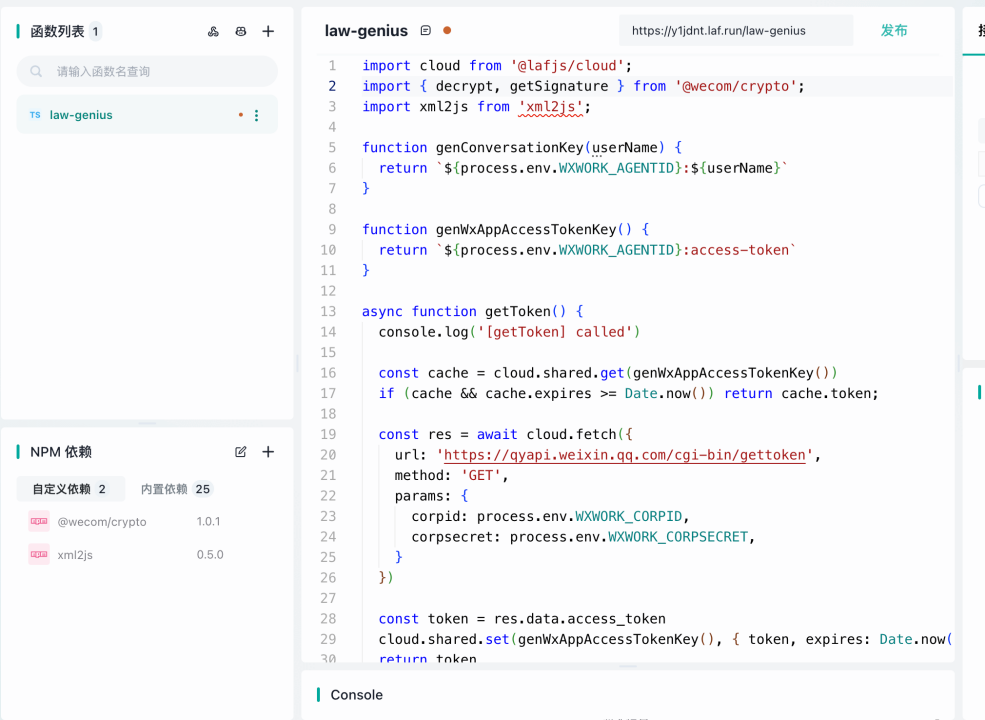 函数列表 1
请输入函数名查询
TS law-genius
NPM 依赖
自定义依赖 2 内置依赖 25
@wecom/crypto 1.0.1
xml2js 0.5.0
law-genius https://y1jdnt.laf.run/law-genius 发布
1 import cloud from '@lafjs/cloud';
2 import { decrypt, getSignature } from '@wecom/crypto';
3 import xml2js from 'xml2js';
4
5 function genConversationKey(userName) {
6 return `${process.env.WXWORK_AGENTID}:${userName}`
7 }
8
9 function genWxAppAccessTokenKey() {
10 return `${process.env.WXWORK_AGENTID}:access-token`
11 }
12
13 async function getToken() {
14 console.log('[getToken] called')
15
16 const cache = cloud.shared.get(genWxAppAccessTokenKey())
17 if (cache && cache.expires >= Date.now()) return cache.token;
18
19 const res = await cloud.fetch({
20 url: 'https://qyapi.weixin.qq.com/cgi-bin/gettoken',
21 method: 'GET',
22 params: {
23 corpid: process.env.WXWORK_CORPID,
24 corpsecret: process.env.WXWORK_CORPSECRET,
25 }
26 })
27
28 const token = res.data.access_token
29 cloud.shared.set(genWxAppAccessTokenKey(), { token, expires: Date.now(
30 return token
Console